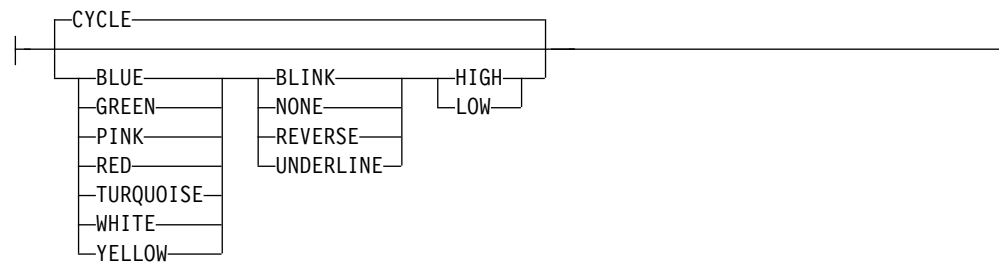 CYCLE
BLUE BLINK HIGH
GREEN NONE LOW
PINK REVERSE
RED UNDERLINE
TURQUOISE
WHITE
YELLOW